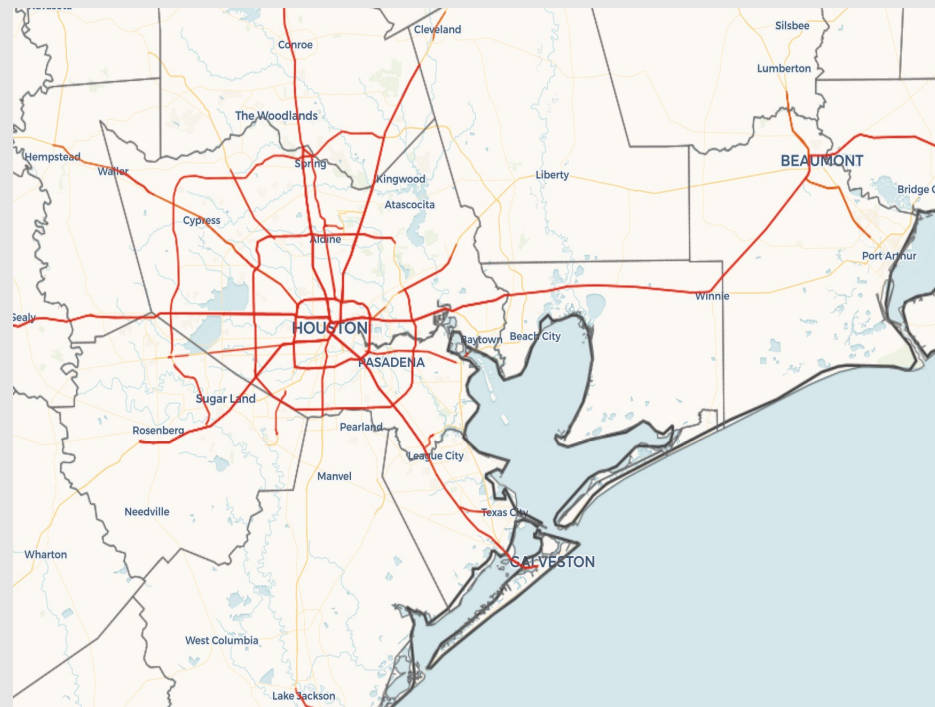 Silsbee
Cleveland
Conroe
Lumberton
The Woodlands
Hempstead
Spring
BEAUMONT
Waller
Kingwood
Liberty
Bridge C
Atascocita
Cypress
Aldine
Port Arthur
Winnie
Sealy
HOUSTON
Baytown
Beach City
PASADENA
Sugar Land
Rosenberg
Pearland
League City
Manvel
Needville
Texas City
Wharton
GALVESTON
West Columbia
Lake Jackson